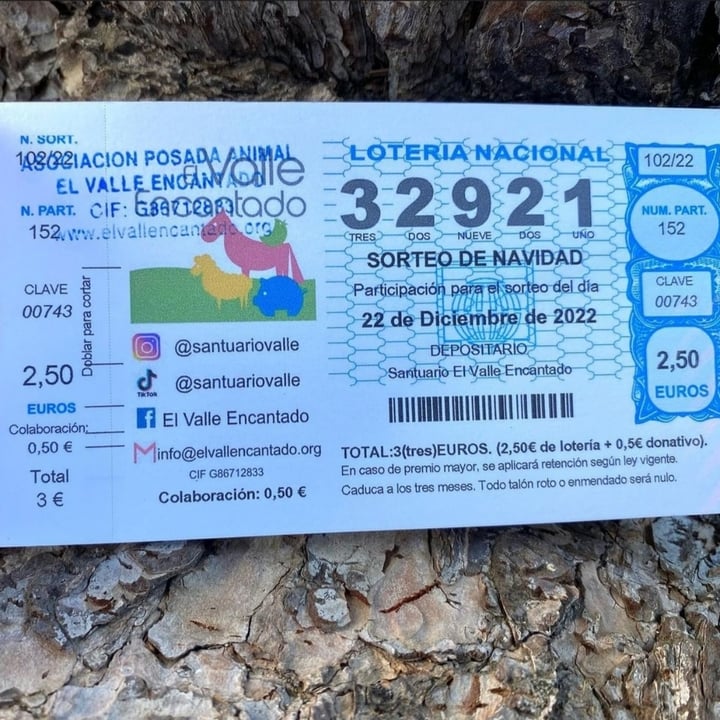 N. SORT.
102/22
ASOCIACION POSADA ANIMAL
EL VALLE ENCANTADO
CIF: G86712833
www.elvallencantado.org
El Valle
Encantado
N. PART.
152
CLAVE
00743
Doblar para cortar
2,50
EUROS
Colaboración:
0,50 €
Total
3 €
@santuariovalle
TikTok
@santuariovalle
El Valle Encantado
info@elvallencantado.org
CIF G86712833
Colaboración: 0,50 €
LOTERIA NACIONAL
32921
TRES DOS NUEVE DOS UNO
SORTEO DE NAVIDAD
Participación para el sorteo del día
22 de Diciembre de 2022
DEPOSITARIO
Santuario El Valle Encantado
TOTAL:3(tres)EUROS. (2,50€ de lotería + 0,5€ donativo).
En caso de premio mayor, se aplicará retención según ley vigente.
Caduca a los tres meses. Todo talón roto o enmendado será nulo.
102/22
NUM. PART.
152
CLAVE
00743
2,50
EUROS